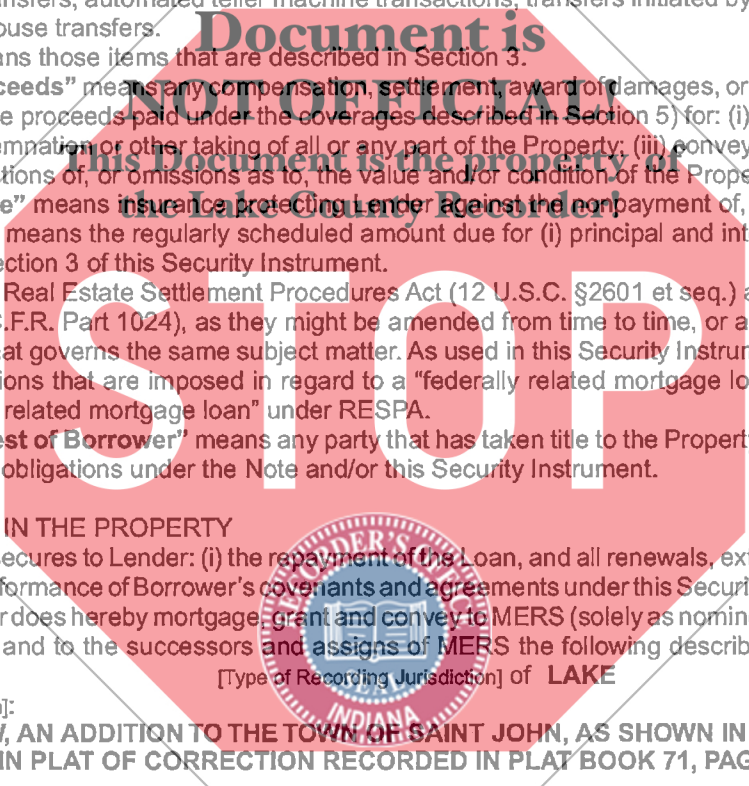 nsfers, automated teller machine transactions, transfers initiated by
ouse transfers.
Document is
ans those items that are described in Section 3.
ceeds” means any compensation, settlement, award of damages, or
NOT OFFICIAL!
e proceeds paid under the coverages described in Section 5) for: (i)
emnation or other taking of all or any part of the Property; (iii) convey
This Document is the property of
tions of, or omissions as to, the value and/or condition of the Prope
the Lake County Recorder!
e” means insurance protecting Lender against the nonpayment of,
means the regularly scheduled amount due for (i) principal and int
ection 3 of this Security Instrument.
Real Estate Settlement Procedures Act (12 U.S.C. §2601 et seq.) a
.F.R. Part 1024), as they might be amended from time to time, or a
at governs the same subject matter. As used in this Security Instrum
STOP
ions that are imposed in regard to a “federally related mortgage lo
related mortgage loan” under RESPA.
est of Borrower” means any party that has taken title to the Property
obligations under the Note and/or this Security Instrument.
IN THE PROPERTY
ecures to Lender: (i) the repayment of the Loan, and all renewals, ext
formance of Borrower’s covenants and agreements under this Securi
r does hereby mortgage, grant and convey to MERS (solely as nomin
and to the successors and assigns of MERS the following describ
[Type of Recording Jurisdiction] of LAKE
RECORDER'S
SEAL
INDIANA
]:
, AN ADDITION TO THE TOWN OF SAINT JOHN, AS SHOWN IN
IN PLAT OF CORRECTION RECORDED IN PLAT BOOK 71, PAG